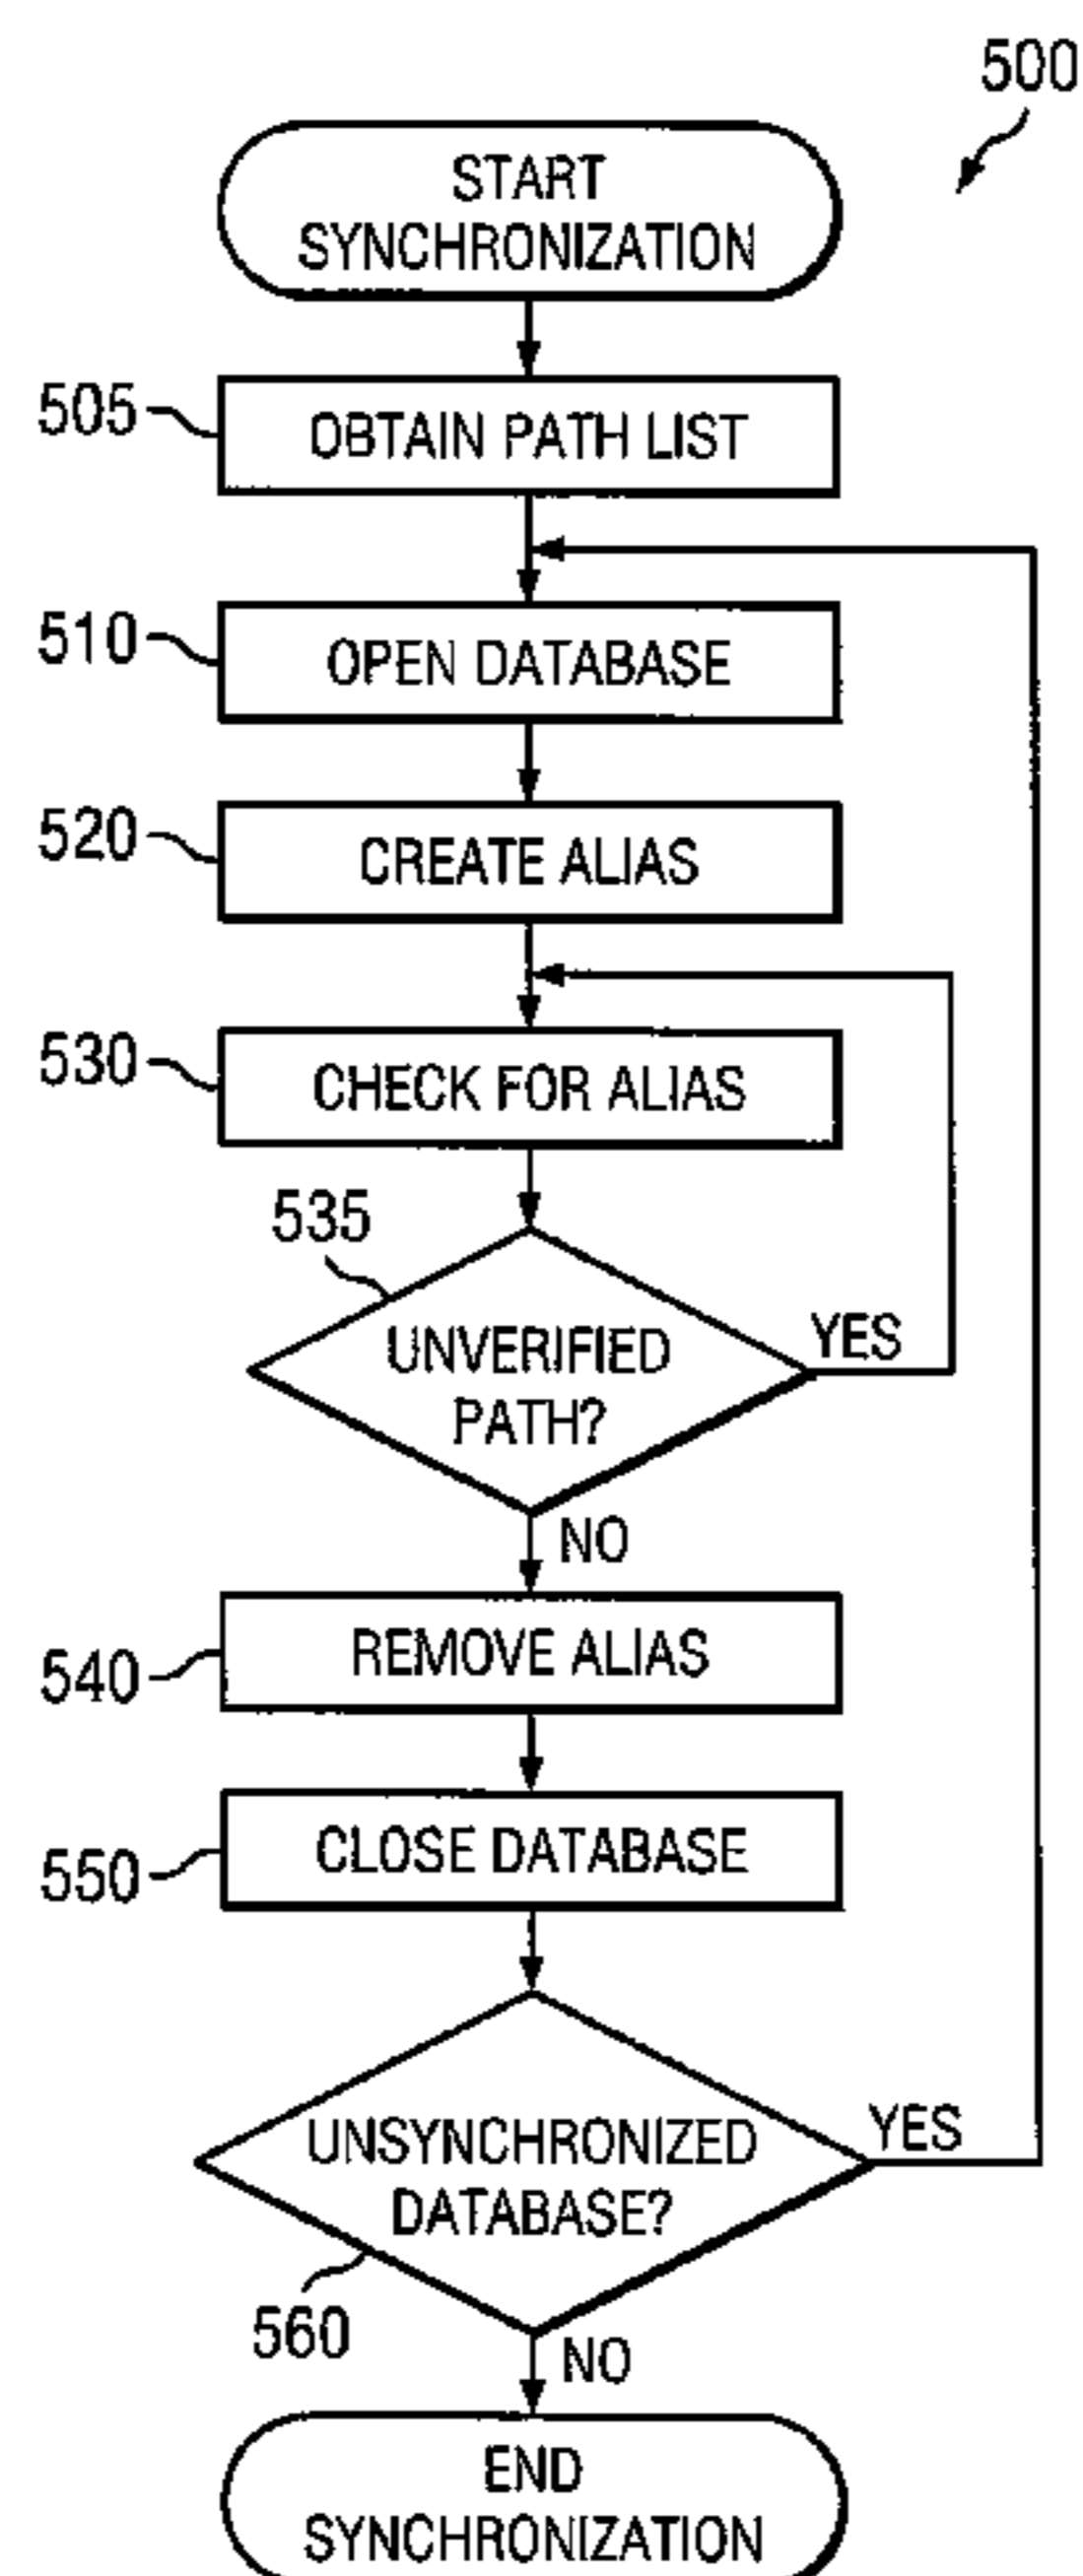 500
START
SYNCHRONIZATION
505
OBTAIN PATH LIST
510
OPEN DATABASE
520
CREATE ALIAS
530
CHECK FOR ALIAS
535
UNVERIFIED
PATH?
YES
NO
540
REMOVE ALIAS
550
CLOSE DATABASE
UNSYNCHRONIZED
DATABASE?
YES
560
NO
END
SYNCHRONIZATION